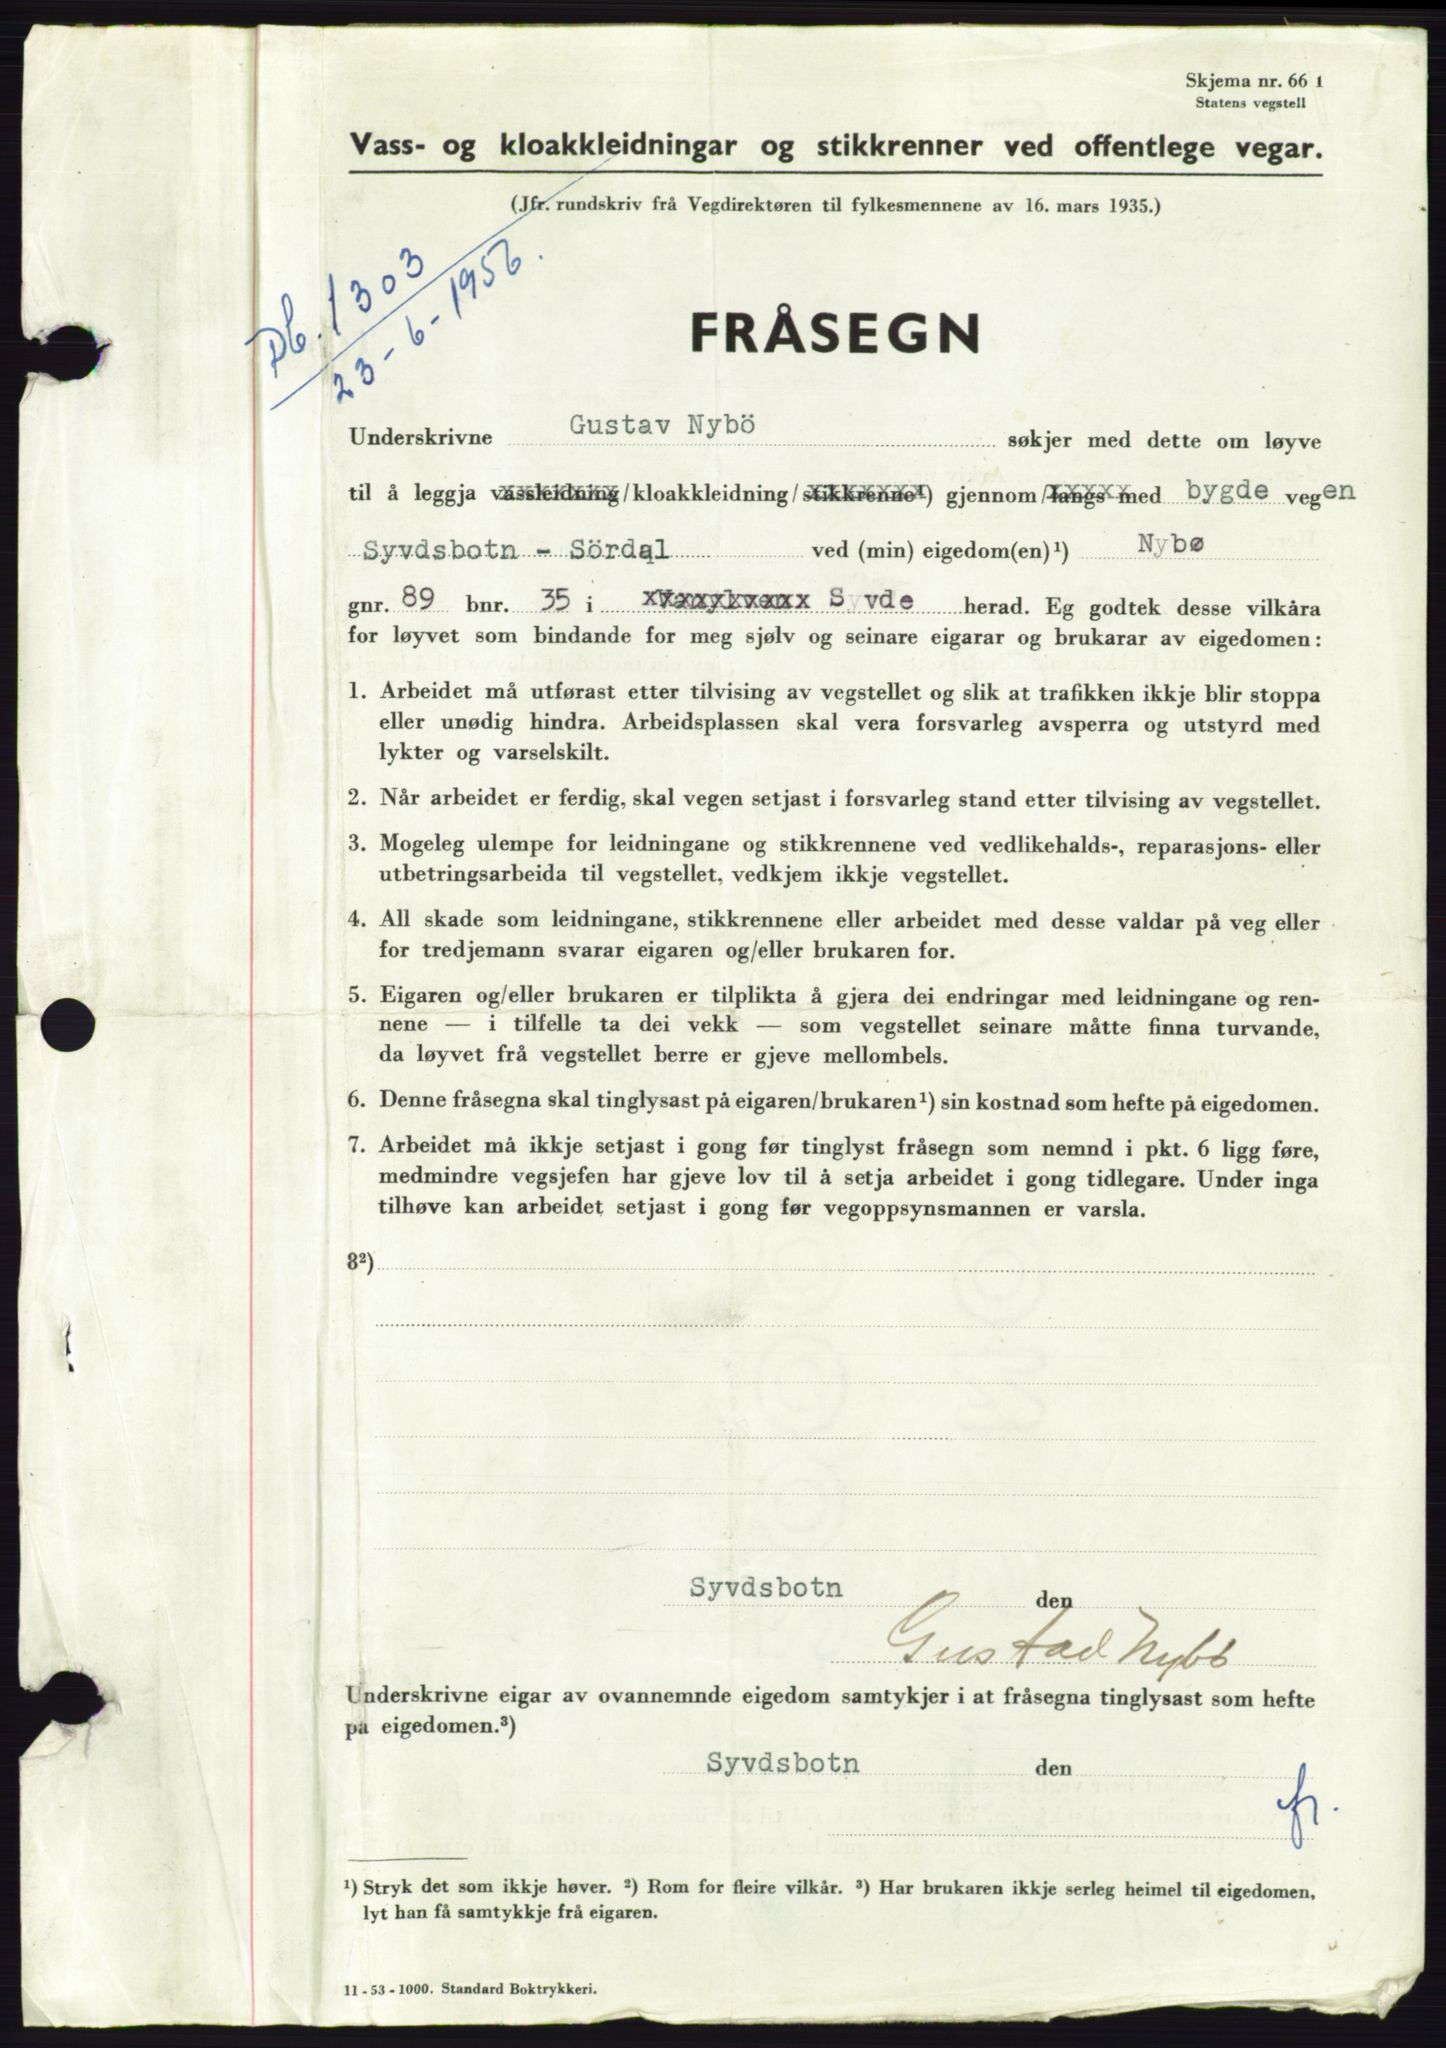 Skjema nr. 66 1
Statens vegstell
Vass- og kloakkleidningar og stikkrenner ved offentlege vegar.
(Jfr. rundskriv frå Vegdirektøren til fylkesmennene av 16. mars 1935.)
Db. 1303
23-6-1956.
FRÅSEGN
Underskrivne Gustav Nybö søkjer med dette om løyve
til å leggja vassleidning/kloakkleidning/stikkrenne¹) gjennom/langs med bygde vegen
Syvdsbotn - Sördal ved (min) eigedom(en)¹) Nybø
gnr. 89 bnr. 35 i Syvde herad. Eg godtek desse vilkåra
for løyvet som bindande for meg sjølv og seinare eigarar og brukarar av eigedomen:
1. Arbeidet må utførast etter tilvising av vegstellet og slik at trafikken ikkje blir stoppa
eller unødig hindra. Arbeidsplassen skal vera forsvarleg avsperra og utstyrd med
lykter og varselskilt.
2. Når arbeidet er ferdig, skal vegen setjast i forsvarleg stand etter tilvising av vegstellet.
3. Mogeleg ulempe for leidningane og stikkrennene ved vedlikehalds-, reparasjons- eller
utbetringsarbeida til vegstellet, vedkjem ikkje vegstellet.
4. All skade som leidningane, stikkrennene eller arbeidet med desse valdar på veg eller
for tredjemann svarar eigaren og/eller brukaren for.
5. Eigaren og/eller brukaren er tilplikta å gjera dei endringar med leidningane og ren-
nene — i tilfelle ta dei vekk — som vegstellet seinare måtte finna turvande,
da løyvet frå vegstellet berre er gjeve mellombels.
6. Denne fråsegna skal tinglysast på eigaren/brukaren¹) sin kostnad som hefte på eigedomen.
7. Arbeidet må ikkje setjast i gong før tinglyst fråsegn som nemnd i pkt. 6 ligg føre,
medmindre vegsjefen har gjeve lov til å setja arbeidet i gong tidlegare. Under inga
tilhøve kan arbeidet setjast i gong før vegoppsynsmannen er varsla.
8²)
Syvdsbotn den
Gustav Nybö
Underskrivne eigar av ovannemnde eigedom samtykjer i at fråsegna tinglysast som hefte
på eigedomen.³)
Syvdsbotn den
¹) Stryk det som ikkje høver. ²) Rom for fleire vilkår. ³) Har brukaren ikkje serleg heimel til eigedomen,
lyt han få samtykkje frå eigaren.
11 - 53 - 1000. Standard Boktrykkeri.